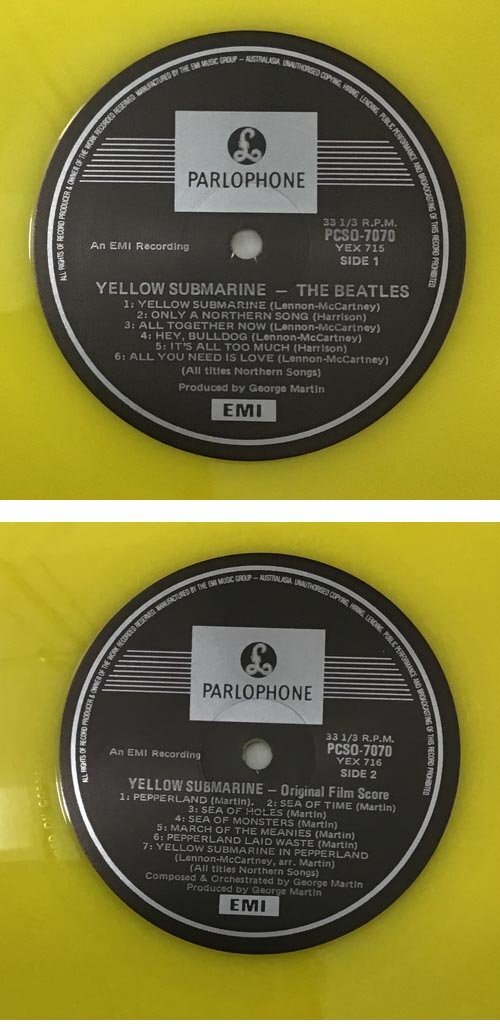 ALL RIGHTS OF RECORD PRODUCER & OWNER OF THE WORK RECORDED RESERVED. MANUFACTURED BY THE EMI MUSIC GROUP – AUSTRALASIA. UNAUTHORISED COPYING, HIRING, LENDING, PUBLIC PERFORMANCE AND BROADCASTING OF THIS RECORD PROHIBITED
PARLOPHONE
33 1/3 R.P.M.
PCSO-7070
An EMI Recording
YEX 715
SIDE 1
YELLOW SUBMARINE – THE BEATLES
1: YELLOW SUBMARINE (Lennon-McCartney)
2: ONLY A NORTHERN SONG (Harrison)
3: ALL TOGETHER NOW (Lennon-McCartney)
4: HEY, BULLDOG (Lennon-McCartney)
5: IT'S ALL TOO MUCH (Harrison)
6: ALL YOU NEED IS LOVE (Lennon-McCartney)
(All titles Northern Songs)
Produced by George Martin
EMI
ALL RIGHTS OF RECORD PRODUCER & OWNER OF THE WORK RECORDED RESERVED. MANUFACTURED BY THE EMI MUSIC GROUP – AUSTRALASIA. UNAUTHORISED COPYING, HIRING, LENDING, PUBLIC PERFORMANCE AND BROADCASTING OF THIS RECORD PROHIBITED
PARLOPHONE
33 1/3 R.P.M.
PCSO-7070
An EMI Recording
YEX 716
SIDE 2
YELLOW SUBMARINE – Original Film Score
1: PEPPERLAND (Martin). 2: SEA OF TIME (Martin)
3: SEA OF HOLES (Martin)
4: SEA OF MONSTERS (Martin)
5: MARCH OF THE MEANIES (Martin)
6: PEPPERLAND LAID WASTE (Martin)
7: YELLOW SUBMARINE IN PEPPERLAND
(Lennon-McCartney, arr. Martin)
(All titles Northern Songs)
Composed & Orchestrated by George Martin
Produced by George Martin
EMI